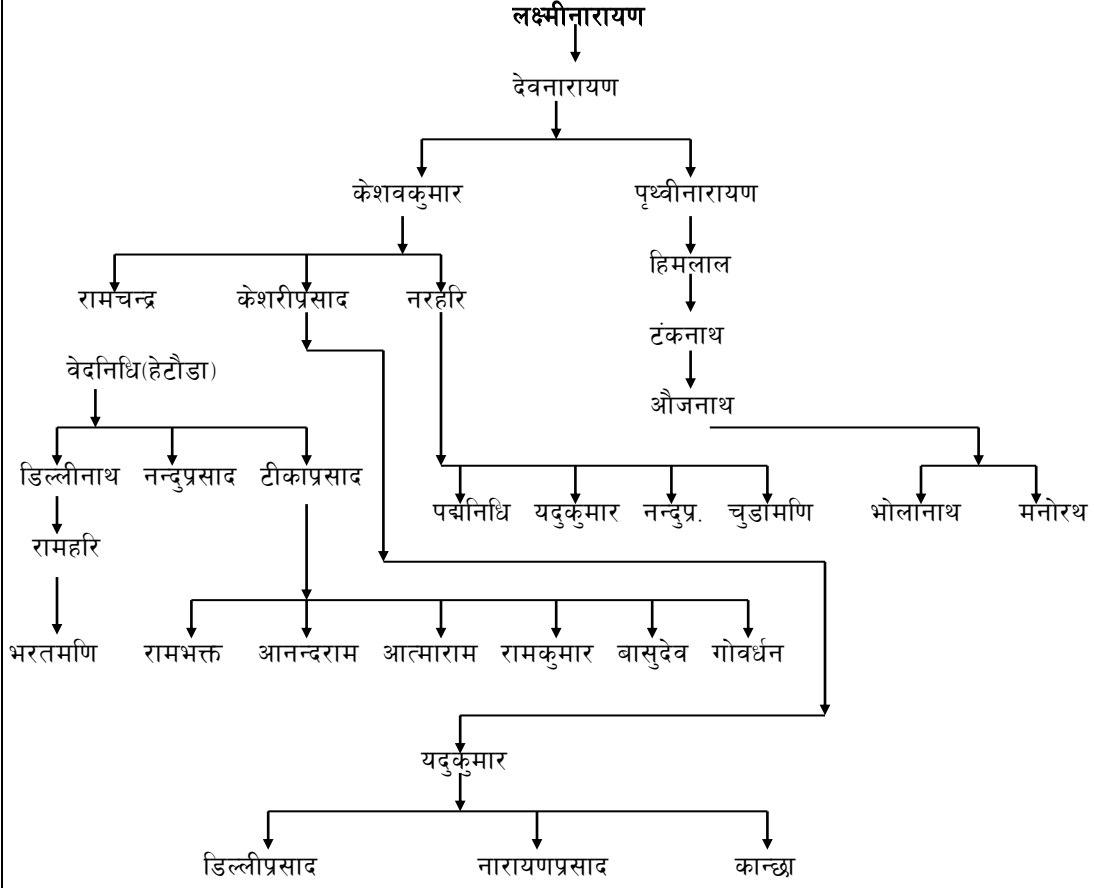 लक्ष्मीनारायण
देवनारायण
केशवकुमार पृथ्वीनारायण
हिमलाल
रामचन्द्र केशरीप्रसाद नरहरि
टंकनाथ
वेदनिधि(हेटौडा)
औजनाथ
डिल्लीनाथ नन्दुप्रसाद टीकाप्रसाद
पद्मनिधि यदुकुमार नन्दुप्र. चुडामणि भोलानाथ मनोरथ
रामहरि
भरतमणि रामभक्त आनन्दराम आत्माराम रामकुमार बासुदेव गोवर्धन
यदुकुमार
डिल्लीप्रसाद नारायणप्रसाद कान्छा